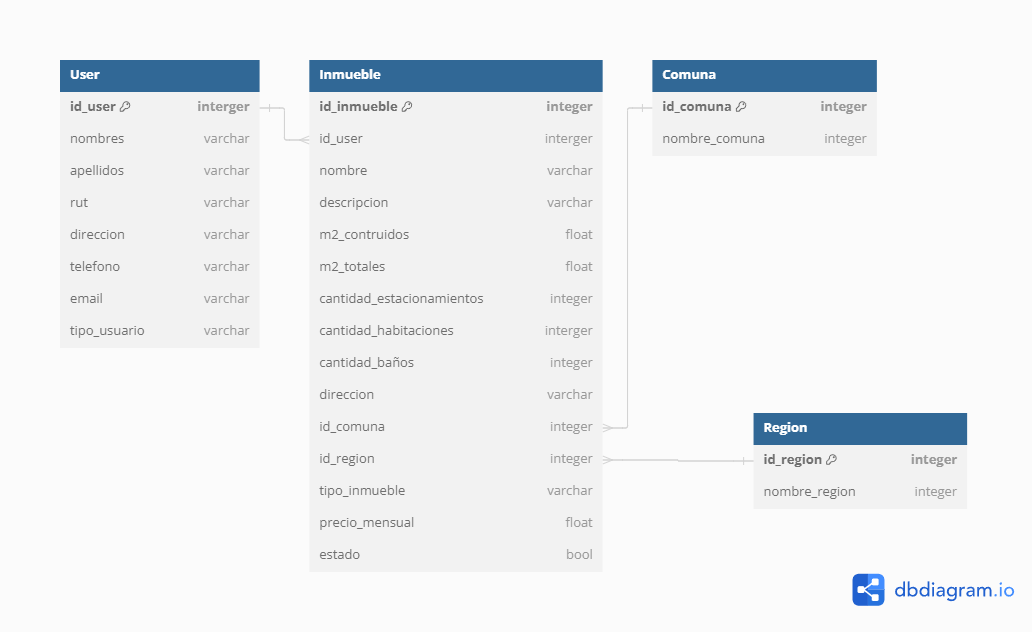 User
id_user interger
nombres varchar
apellidos varchar
rut varchar
direccion varchar
telefono varchar
email varchar
tipo_usuario varchar
Inmueble
id_inmueble integer
id_user interger
nombre varchar
descripcion varchar
m2_contruidos float
m2_totales float
cantidad_estacionamientos integer
cantidad_habitaciones interger
cantidad_baños integer
direccion varchar
id_comuna integer
id_region integer
tipo_inmueble varchar
precio_mensual float
estado bool
Comuna
id_comuna integer
nombre_comuna integer
Region
id_region integer
nombre_region integer
dbdiagram.io